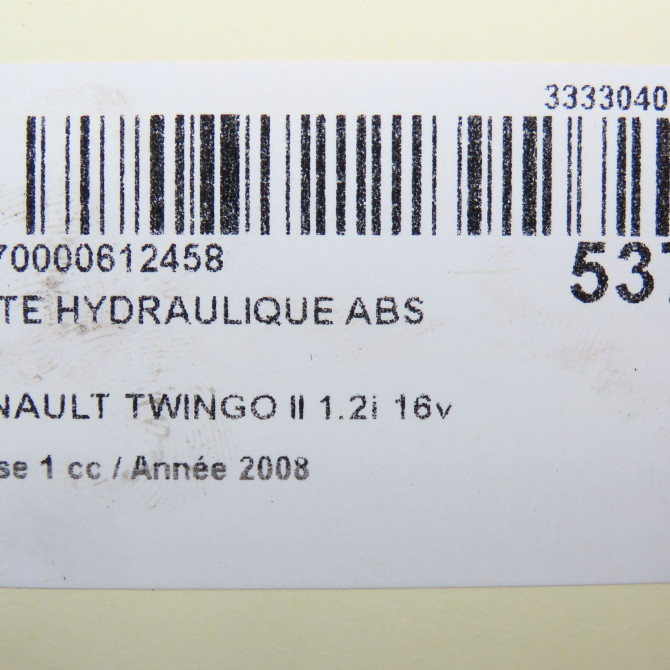 3333040
70000612458
537
TE HYDRAULIQUE ABS
NAULT TWINGO II 1.2i 16v
se 1 cc / Année 2008